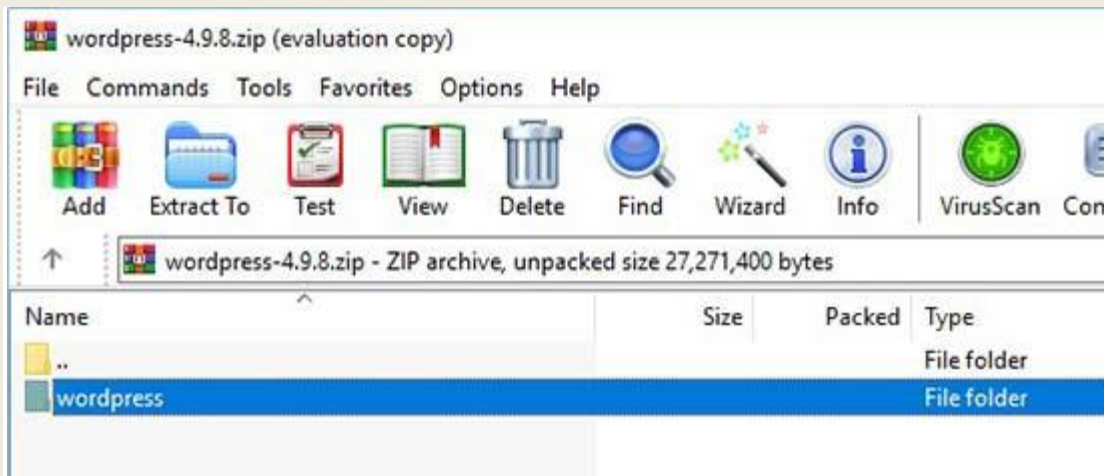 wordpress-4.9.8.zip (evaluation copy)
File Commands Tools Favorites Options Help
Add Extract To Test View Delete Find Wizard Info VirusScan
wordpress-4.9.8.zip - ZIP archive, unpacked size 27,271,400 bytes
Name Size Packed Type
.. File folder
wordpress File folder